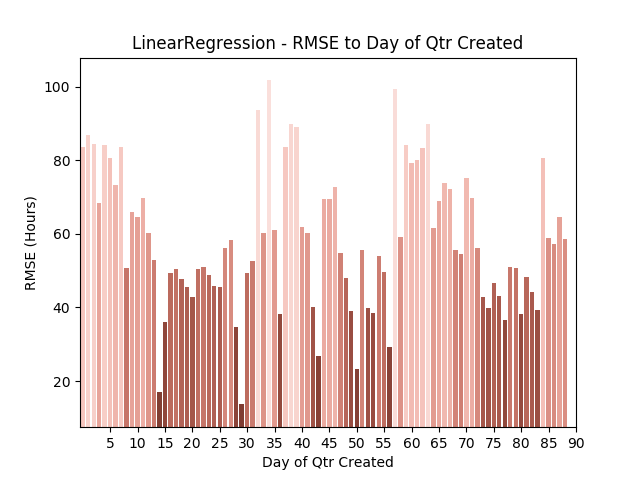 LinearRegression - RMSE to Day of Qtr Created
100
80
60
40
20
RMSE (Hours)
5 10 15 20 25 30 35 40 45 50 55 60 65 70 75 80 85 90
Day of Qtr Created